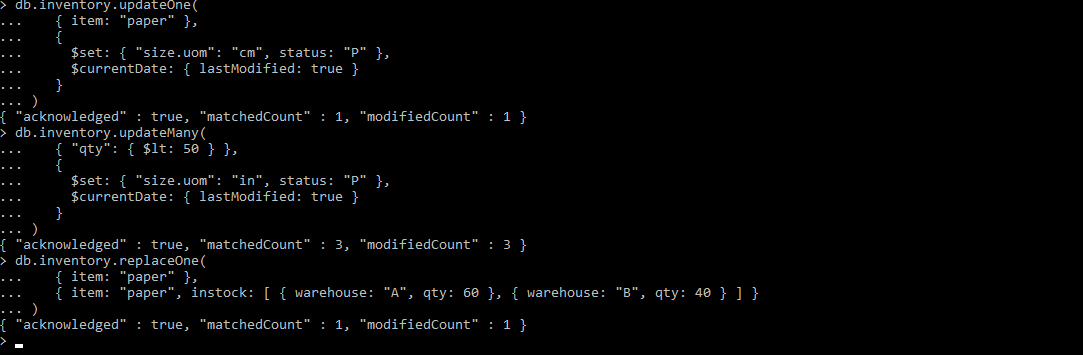 > db.inventory.updateOne(
...    { item: "paper" },
...    {
...      $set: { "size.uom": "cm", status: "P" },
...      $currentDate: { lastModified: true }
...    }
... )
{ "acknowledged" : true, "matchedCount" : 1, "modifiedCount" : 1 }
> db.inventory.updateMany(
...    { "qty": { $lt: 50 } },
...    {
...      $set: { "size.uom": "in", status: "P" },
...      $currentDate: { lastModified: true }
...    }
... )
{ "acknowledged" : true, "matchedCount" : 3, "modifiedCount" : 3 }
> db.inventory.replaceOne(
...    { item: "paper" },
...    { item: "paper", instock: [ { warehouse: "A", qty: 60 }, { warehouse: "B", qty: 40 } ] }
... )
{ "acknowledged" : true, "matchedCount" : 1, "modifiedCount" : 1 }
>